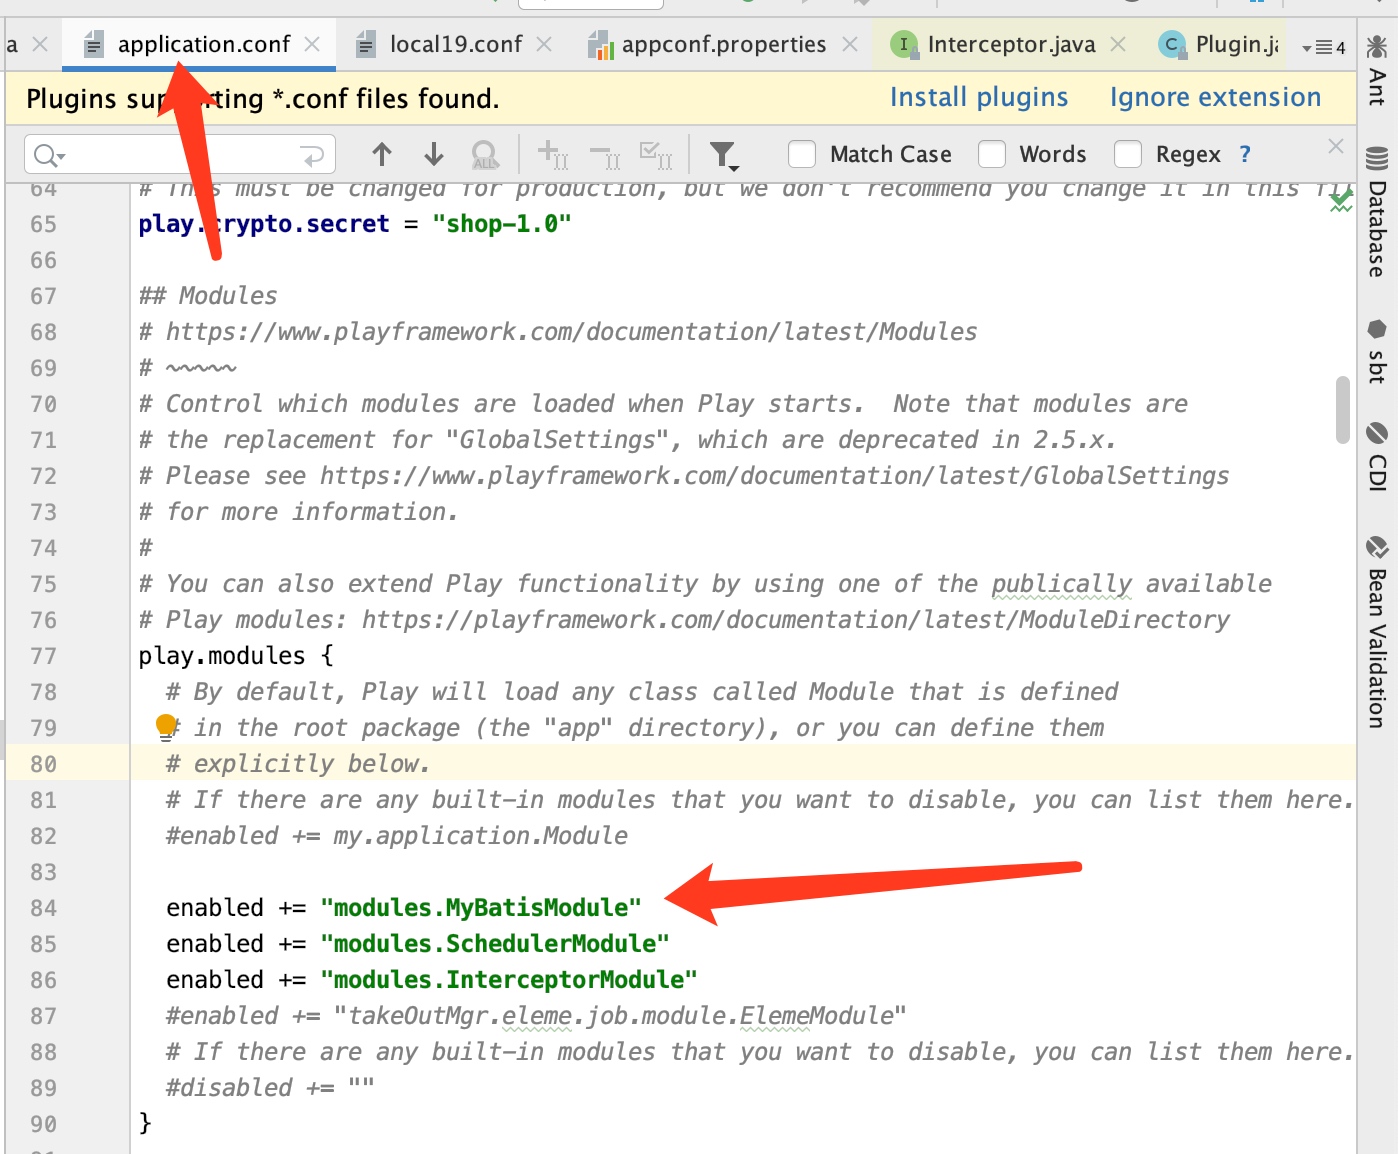 a
application.conf
local19.conf
appconf.properties
I
Interceptor.java
C
Plugin.ja
4
Plugins supporting *.conf files found.
Install plugins
Ignore extension
ALL
Match Case
Words
Regex
?
64 # This must be changed for production, but we don't recommend you change it in this fil
65 play.crypto.secret = "shop-1.0"
66
67 ## Modules
68 # https://www.playframework.com/documentation/latest/Modules
69 # ~~~~~
70 # Control which modules are loaded when Play starts.  Note that modules are
71 # the replacement for "GlobalSettings", which are deprecated in 2.5.x.
72 # Please see https://www.playframework.com/documentation/latest/GlobalSettings
73 # for more information.
74 #
75 # You can also extend Play functionality by using one of the publically available
76 # Play modules: https://playframework.com/documentation/latest/ModuleDirectory
77 play.modules {
78   # By default, Play will load any class called Module that is defined
79   # in the root package (the "app" directory), or you can define them
80   # explicitly below.
81   # If there are any built-in modules that you want to disable, you can list them here.
82   #enabled += my.application.Module
83
84   enabled += "modules.MyBatisModule"
85   enabled += "modules.SchedulerModule"
86   enabled += "modules.InterceptorModule"
87   #enabled += "takeOutMgr.eleme.job.module.ElemeModule"
88   # If there are any built-in modules that you want to disable, you can list them here.
89   #disabled += ""
90 }
Ant
Database
sbt
CDI
Bean Validation